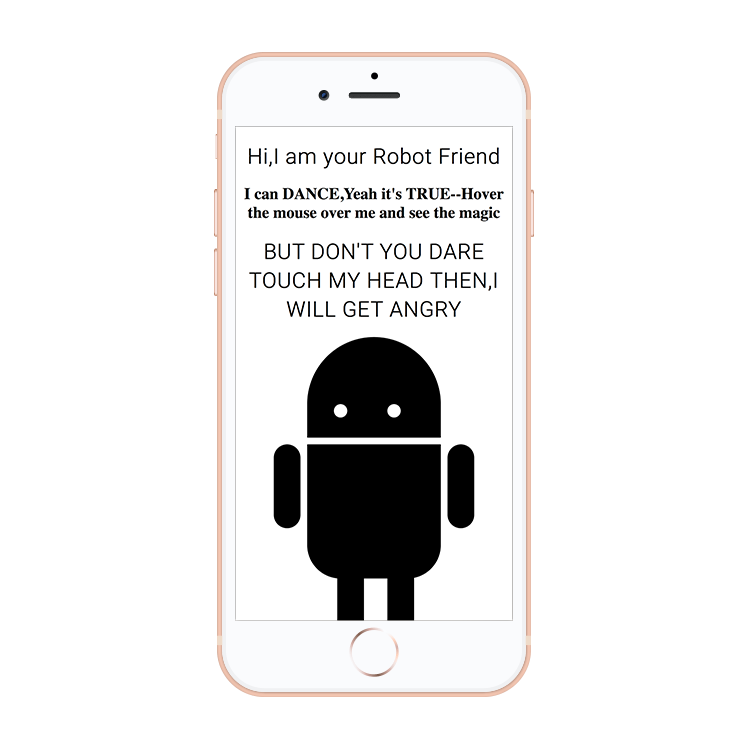 Hi,I am your Robot Friend
I can DANCE,Yeah it's TRUE--Hover
the mouse over me and see the magic
BUT DON'T YOU DARE
TOUCH MY HEAD THEN,I
WILL GET ANGRY